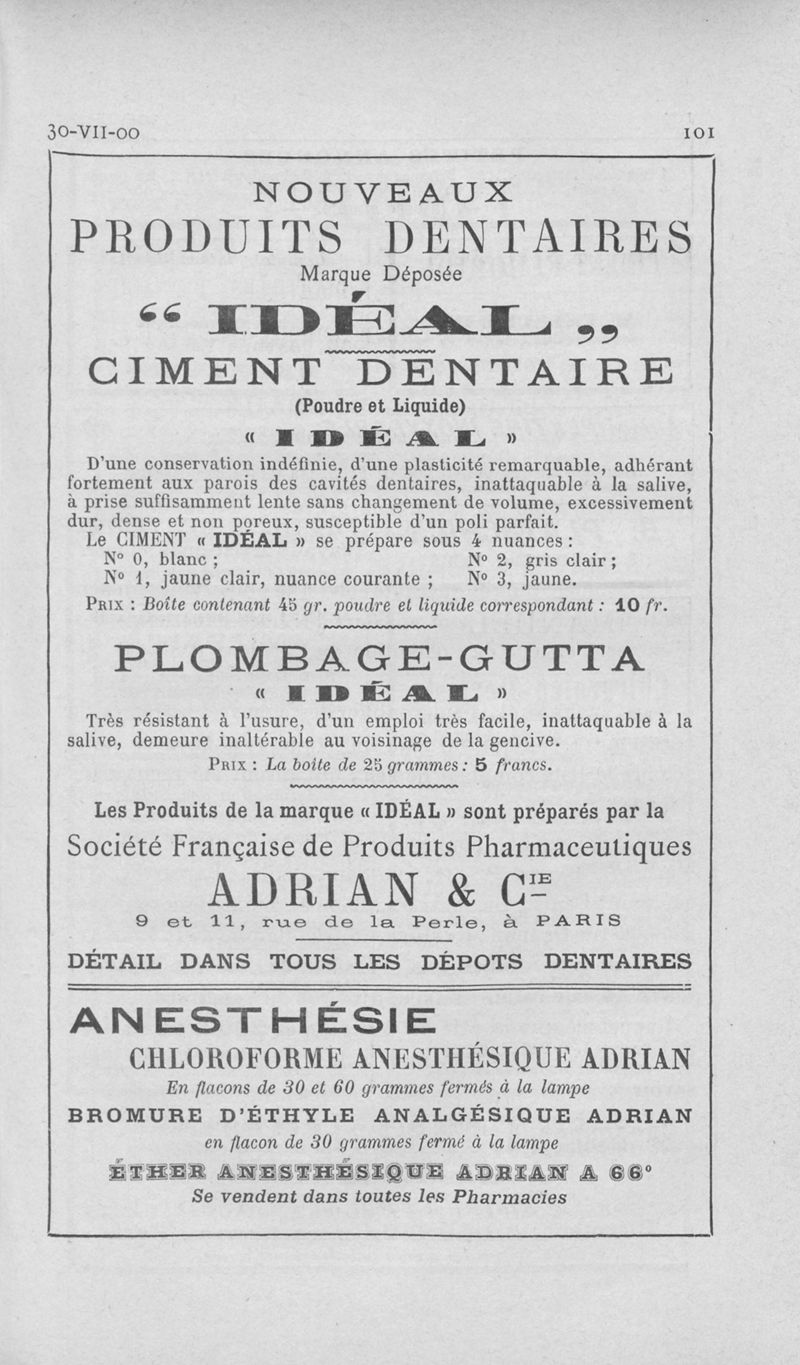 30-VII-00 101
NOUVEAUX
PRODUITS DENTAIRES
Marque Déposée
“ IDÉAL „
CIMENT DENTAIRE
(Poudre et Liquide)
« IDÉAL »
D'une conservation indéfinie, d'une plasticité remarquable, adhérant
fortement aux parois des cavités dentaires, inattaquable à la salive,
à prise suffisamment lente sans changement de volume, excessivement
dur, dense et non poreux, susceptible d'un poli parfait.
Le CIMENT « IDÉAL » se prépare sous 4 nuances :
N° 0, blanc ; N° 2, gris clair ;
N° 1, jaune clair, nuance courante ; N° 3, jaune.
PRIX : Boîte contenant 45 gr. poudre et liquide correspondant : 10 fr.
PLOMBAGE-GUTTA
« IDÉAL »
Très résistant à l'usure, d'un emploi très facile, inattaquable à la
salive, demeure inaltérable au voisinage de la gencive.
PRIX : La boite de 25 grammes : 5 francs.
Les Produits de la marque « IDÉAL » sont préparés par la
Société Française de Produits Pharmaceutiques
ADRIAN & CIE
9 et 11, rue de la Perle, à PARIS
DÉTAIL DANS TOUS LES DÉPOTS DENTAIRES
ANESTHÉSIE
CHLOROFORME ANESTHÉSIQUE ADRIAN
En flacons de 30 et 60 grammes fermés à la lampe
BROMURE D'ÉTHYLE ANALGÉSIQUE ADRIAN
en flacon de 30 grammes fermé à la lampe
ÉTHER ANESTHÉSIQUE ADRIAN A 66°
Se vendent dans toutes les Pharmacies